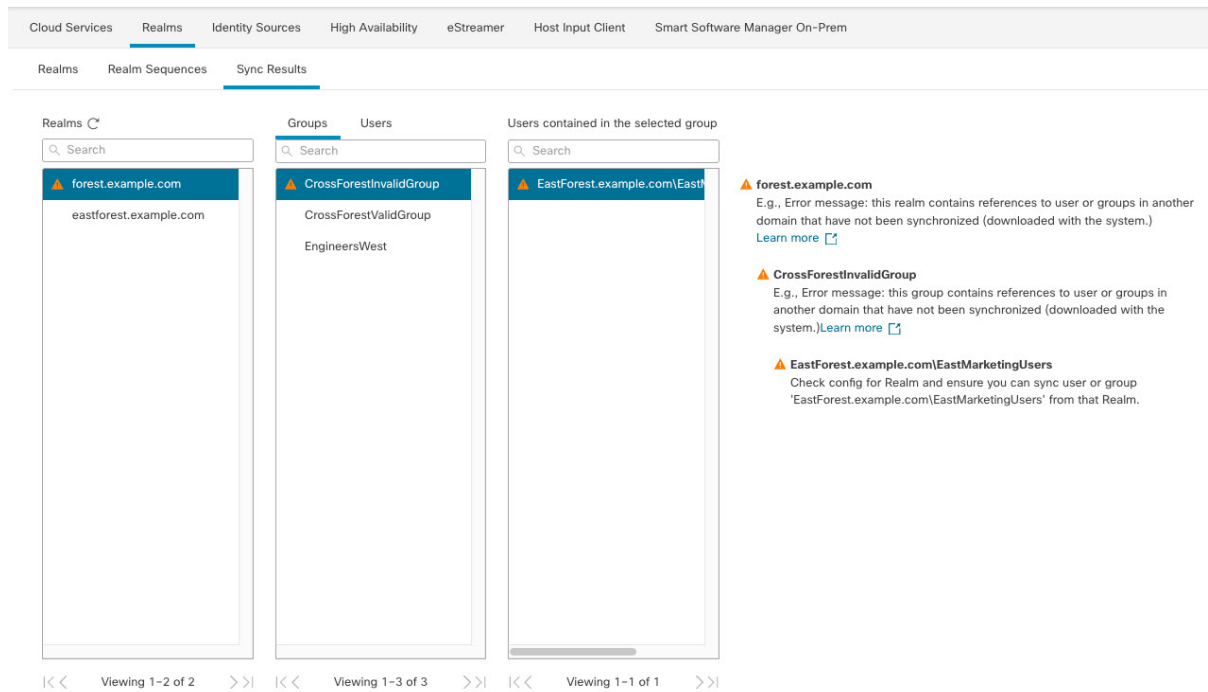 Cloud Services Realms Identity Sources High Availability eStreamer Host Input Client Smart Software Manager On-Prem
Realms Realm Sequences Sync Results
Realms
Search
forest.example.com
eastforest.example.com
Viewing 1-2 of 2
Groups Users
Search
CrossForestInvalidGroup
CrossForestValidGroup
EngineersWest
Viewing 1-3 of 3
Users contained in the selected group
Search
EastForest.example.com\East
Viewing 1-1 of 1
forest.example.com
E.g., Error message: this realm contains references to user or groups in another
domain that have not been synchronized (downloaded with the system.)
Learn more
CrossForestInvalidGroup
E.g., Error message: this group contains references to user or groups in
another domain that have not been synchronized (downloaded with the
system.)Learn more
EastForest.example.com\EastMarketingUsers
Check config for Realm and ensure you can sync user or group
'EastForest.example.com\EastMarketingUsers' from that Realm.